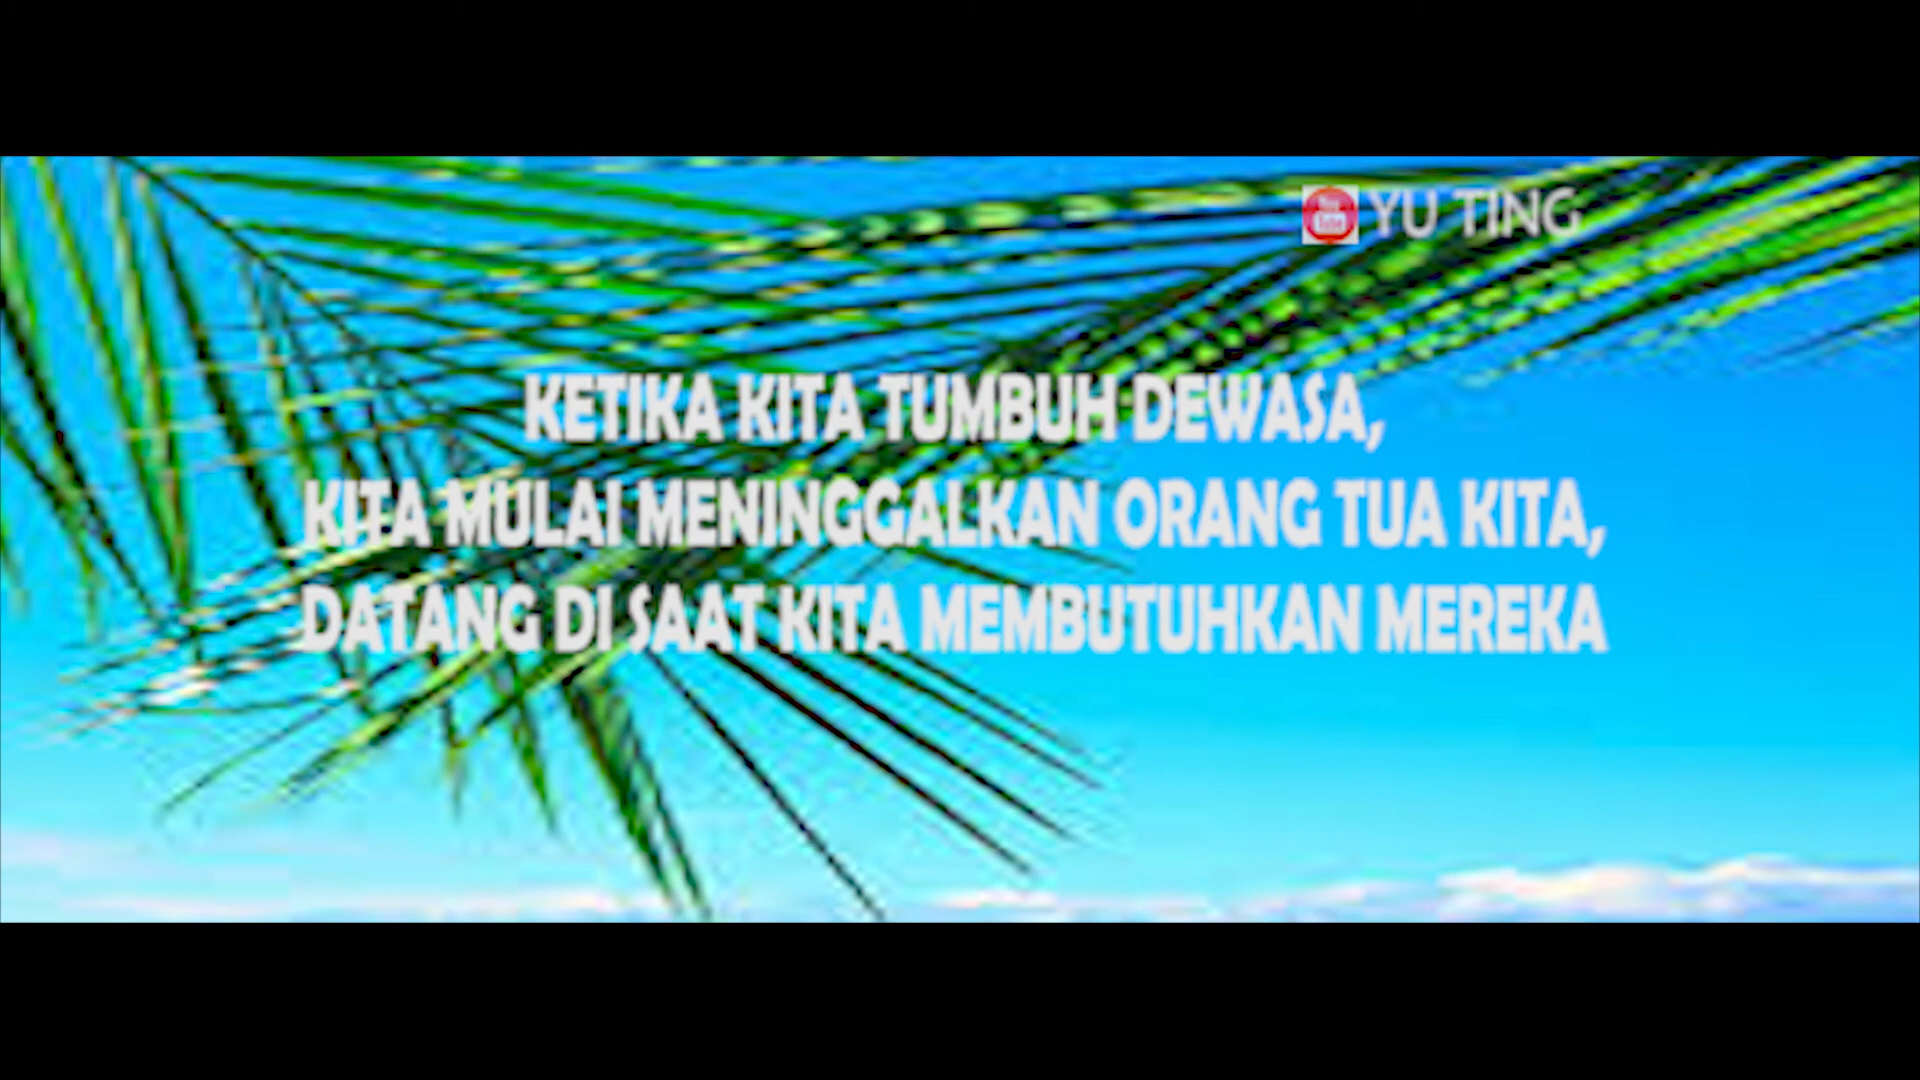 YU TING
KETIKA KITA TUMBUH DEWASA,
KITA MULAI MENINGGALKAN ORANG TUA KITA,
DATANG DI SAAT KITA MEMBUTUHKAN MEREKA